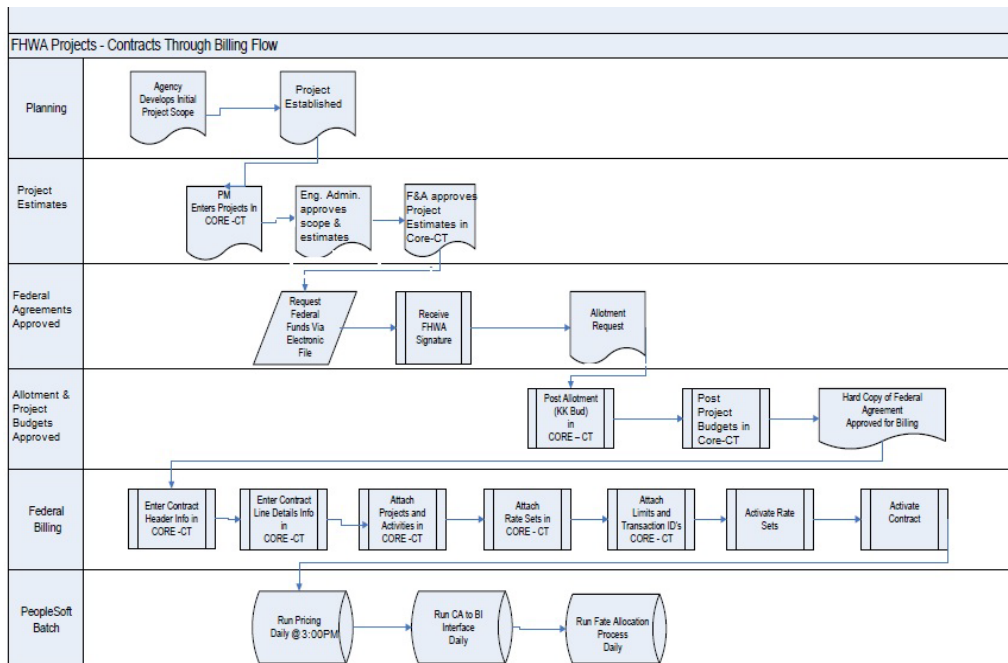 FHWA Projects - Contracts Through Billing Flow
Planning
Agency
Develops Initial
Project Scope
Project
Established
Project
Estimates
PM
Enters Projects In
CORE -CT
Eng. Admin.
approves
scope &
estimates
F&A approves
Project
Estimates in
Core-CT
Federal
Agreements
Approved
Request
Federal
Funds Via
Electronic
File
Receive
FHWA
Signature
Allotment
Request
Allotment &
Project
Budgets
Approved
Post Allotment
(KK Bud)
in
CORE – CT
Post
Project
Budgets in
Core-CT
Hard Copy of Federal
Agreement
Approved for Billing
Federal
Billing
Enter Contract
Header Info in
CORE -CT
Enter Contract
Line Details Info
in
CORE -CT
Attach
Projects and
Activities in
CORE -CT
Attach
Rate Sets in
CORE - CT
Attach
Limits and
Transaction ID's
CORE - CT
Activate Rate
Sets
Activate
Contract
PeopleSoft
Batch
Run Pricing
Daily @ 3:00PM
Run CA to BI
Interface
Daily
Run Fate Allocation
Process
Daily